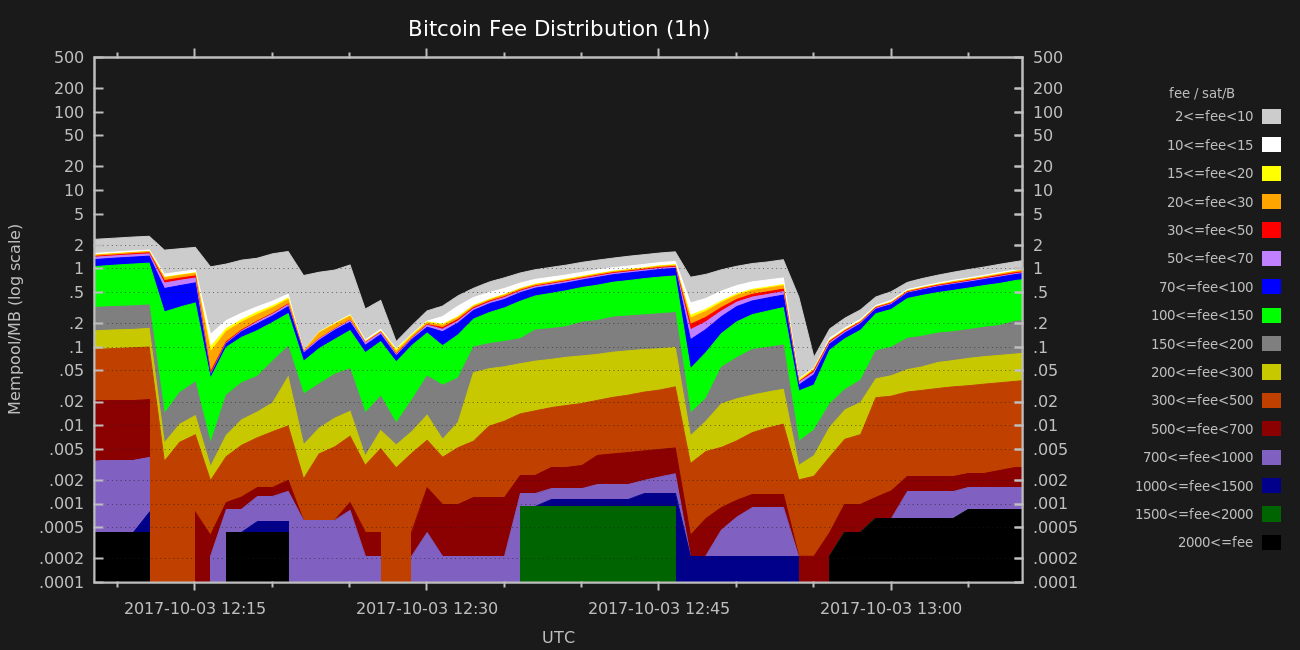 Bitcoin Fee Distribution (1h)
Mempool/MB (log scale)
500
200
100
50
20
10
5
2
1
.5
.2
.1
.05
.02
.01
.005
.002
.001
.0005
.0002
.0001
500
200
100
50
20
10
5
2
1
.5
.2
.1
.05
.02
.01
.005
.002
.001
.0005
.0002
.0001
2017-10-03 12:15
2017-10-03 12:30
2017-10-03 12:45
2017-10-03 13:00
UTC
fee / sat/B
2<=fee<10
10<=fee<15
15<=fee<20
20<=fee<30
30<=fee<50
50<=fee<70
70<=fee<100
100<=fee<150
150<=fee<200
200<=fee<300
300<=fee<500
500<=fee<700
700<=fee<1000
1000<=fee<1500
1500<=fee<2000
2000<=fee